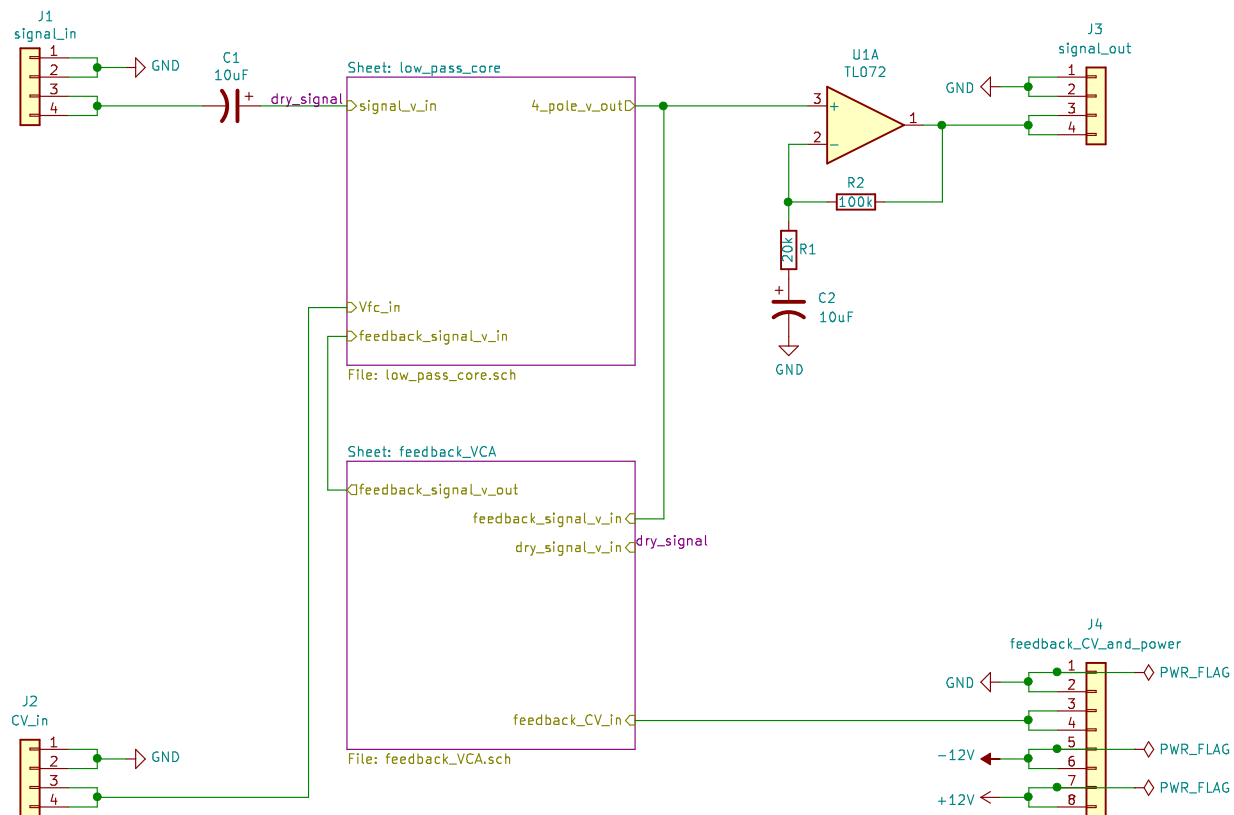 J1
signal_in
1
2
3
4
GND
C1
10uF
+
dry_signal
Sheet: low_pass_core
signal_v_in
4_pole_v_out
Vfc_in
feedback_signal_v_in
File: low_pass_core.sch
U1A
TL072
3
+
2
-
1
R2
100k
20k
R1
+
C2
10uF
GND
J3
signal_out
GND
1
2
3
4
Sheet: feedback_VCA
feedback_signal_v_out
feedback_signal_v_in
dry_signal_v_in
dry_signal
feedback_CV_in
File: feedback_VCA.sch
J2
CV_in
1
2
3
4
GND
J4
feedback_CV_and_power
1
2
3
4
5
6
7
8
GND
-12V
+12V
PWR_FLAG
PWR_FLAG
PWR_FLAG